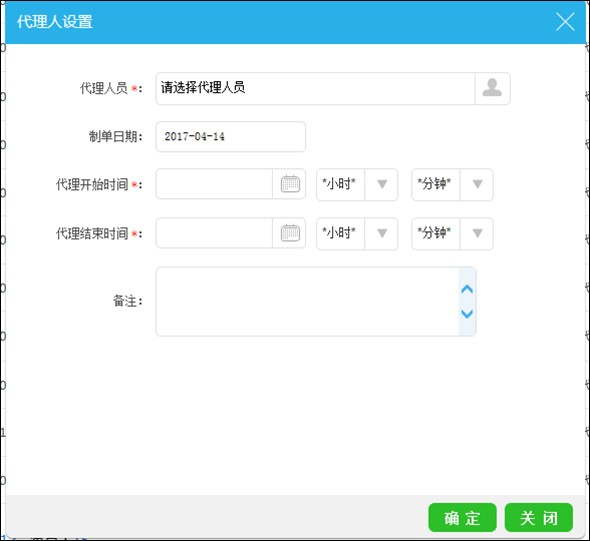 代理人设置
代理人员*: 请选择代理人员
制单日期: 2017-04-14
代理开始时间*: *小时* *分钟*
代理结束时间*: *小时* *分钟*
备注:
确 定 关 闭